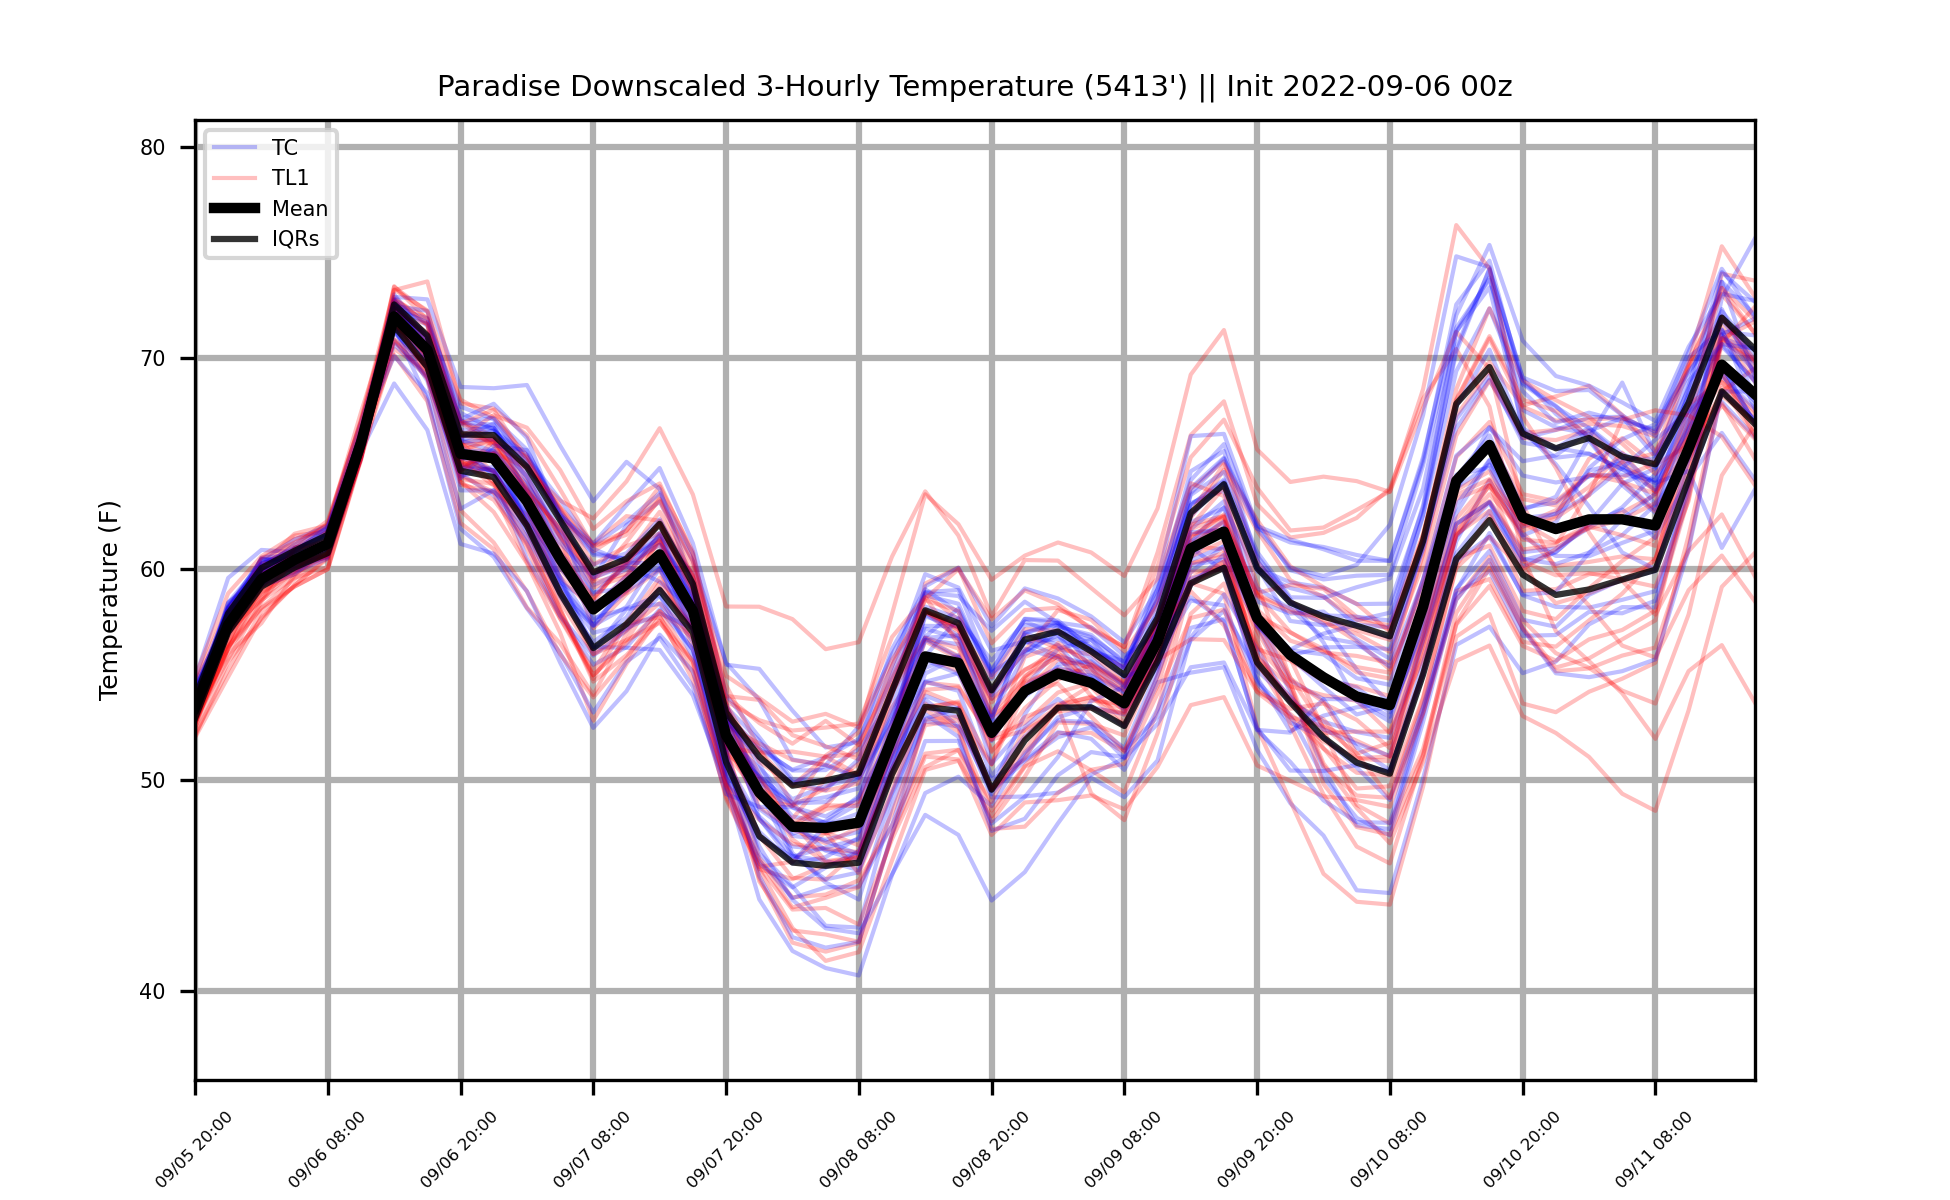 Paradise Downscaled 3-Hourly Temperature (5413') || Init 2022-09-06 00z
TC
TL1
Mean
IQRs
Temperature (F)
80
70
60
50
40
09/05 20:00
09/06 08:00
09/06 20:00
09/07 08:00
09/07 20:00
09/08 08:00
09/08 20:00
09/09 08:00
09/09 20:00
09/10 08:00
09/10 20:00
09/11 08:00